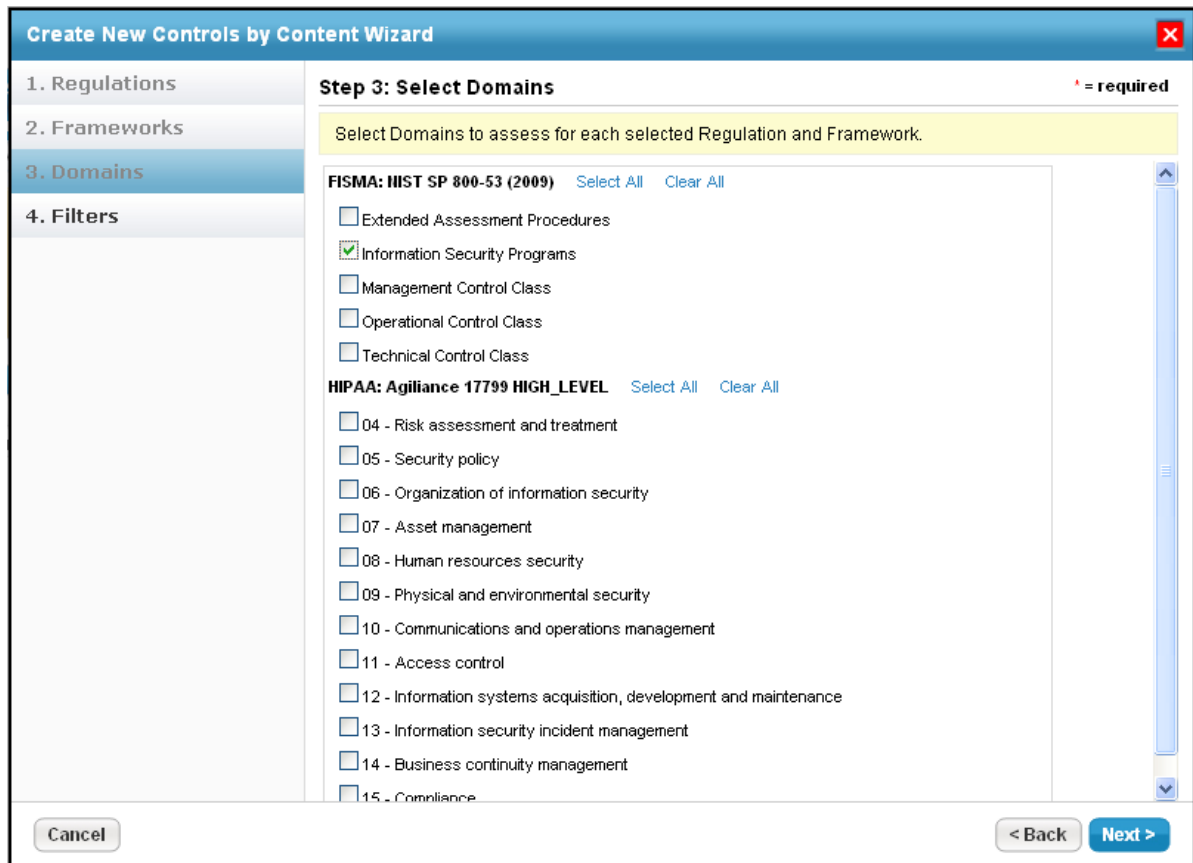 Create New Controls by Content Wizard
1. Regulations
2. Frameworks
3. Domains
4. Filters
Step 3: Select Domains
* = required
Select Domains to assess for each selected Regulation and Framework.
FISMA: NIST SP 800-53 (2009) Select All Clear All
Extended Assessment Procedures
Information Security Programs
Management Control Class
Operational Control Class
Technical Control Class
HIPAA: Agiliance 17799 HIGH_LEVEL Select All Clear All
04 - Risk assessment and treatment
05 - Security policy
06 - Organization of information security
07 - Asset management
08 - Human resources security
09 - Physical and environmental security
10 - Communications and operations management
11 - Access control
12 - Information systems acquisition, development and maintenance
13 - Information security incident management
14 - Business continuity management
15 - Compliance
Cancel
< Back
Next >